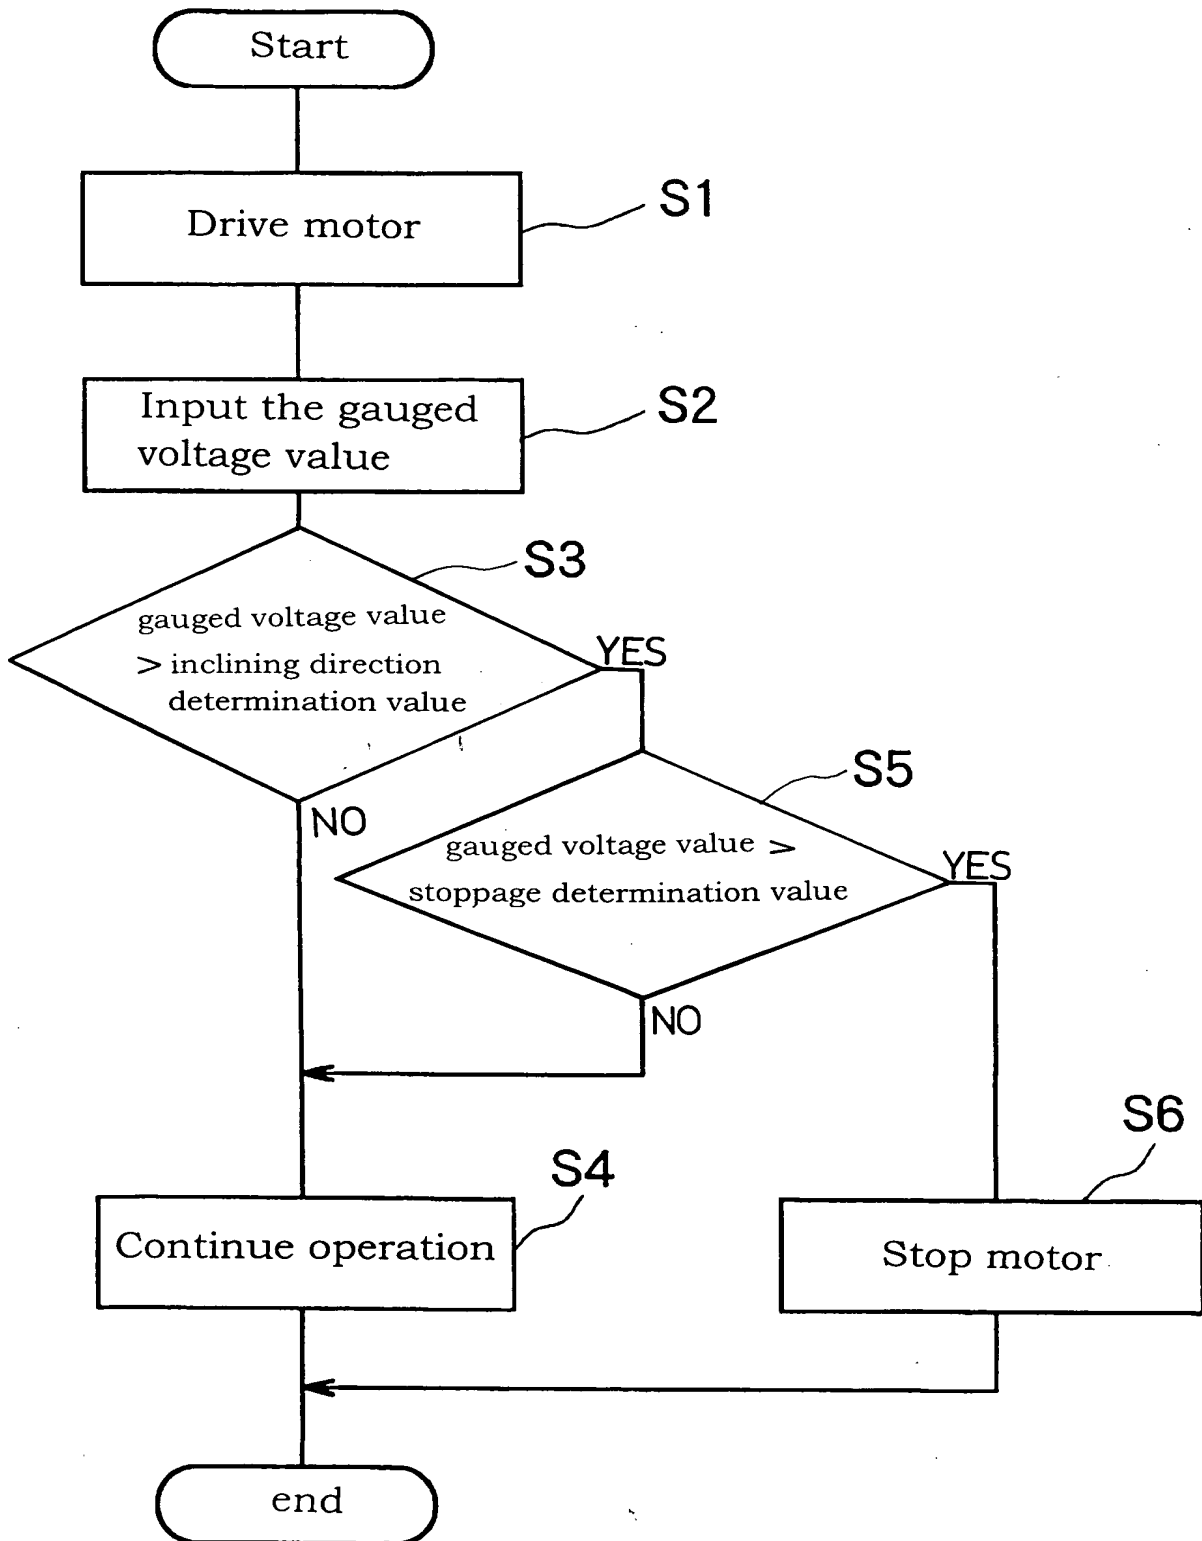 Start
Drive motor
S1
Input the gauged
voltage value
S2
S3
gauged voltage value
> inclining direction
determination value
YES
NO
S5
gauged voltage value >
stoppage determination value
YES
NO
S4
Continue operation
S6
Stop motor
end